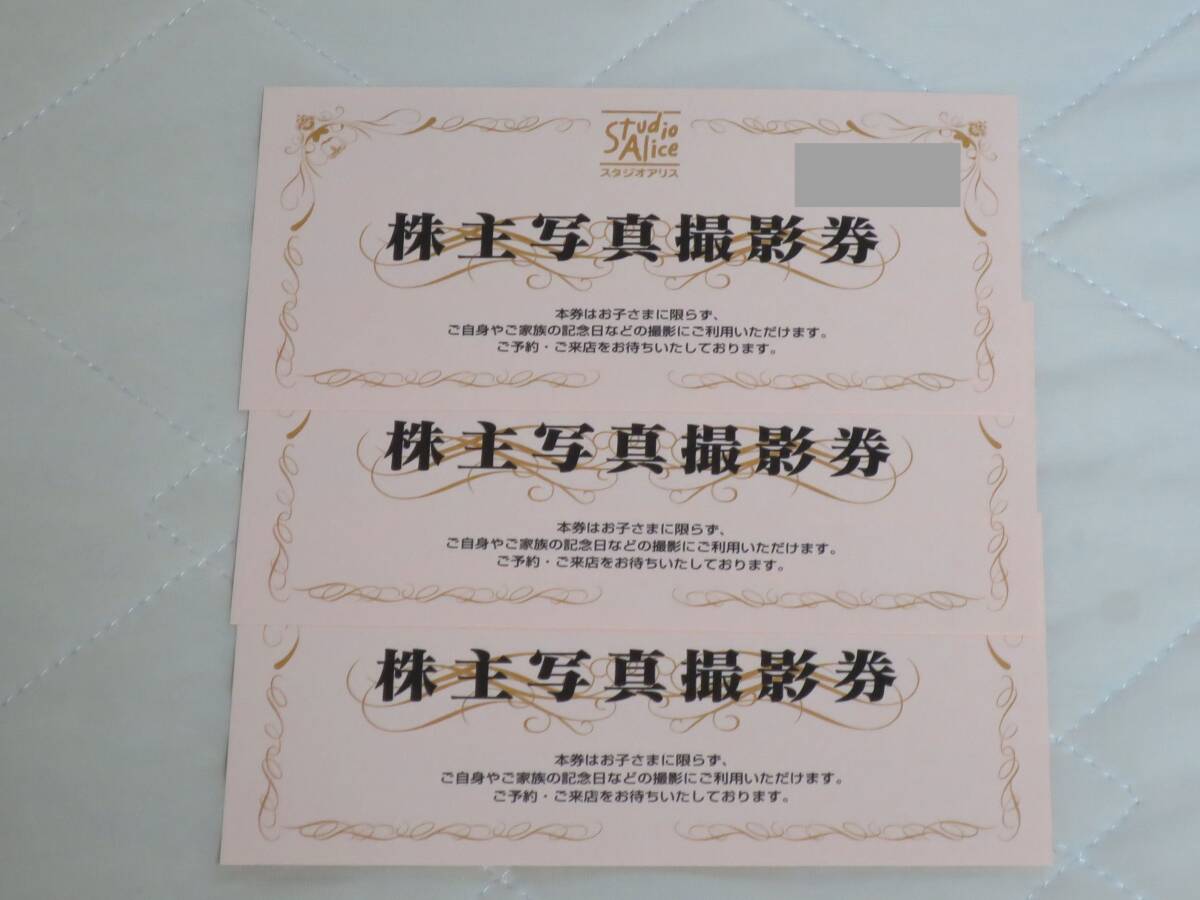 Studio
Alice
スタジオアリス
株主写真撮影券
本券はお子さまに限らず、
ご自身やご家族の記念日などの撮影にご利用いただけます。
ご予約・ご来店をお待ちいたしております。
株主写真撮影券
本券はお子さまに限らず、
ご自身やご家族の記念日などの撮影にご利用いただけます。
ご予約・ご来店をお待ちいたしております。
株主写真撮影券
本券はお子さまに限らず、
ご自身やご家族の記念日などの撮影にご利用いただけます。
ご予約・ご来店をお待ちいたしております。